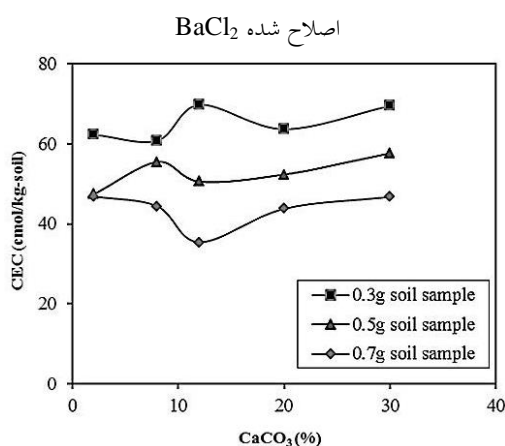 اصلاح شده BaCl₂
80
60
40
20
0
CEC (cmol/kg-soil)
0.3g soil sample
0.5g soil sample
0.7g soil sample
0 10 20 30 40
CaCO₃(%)